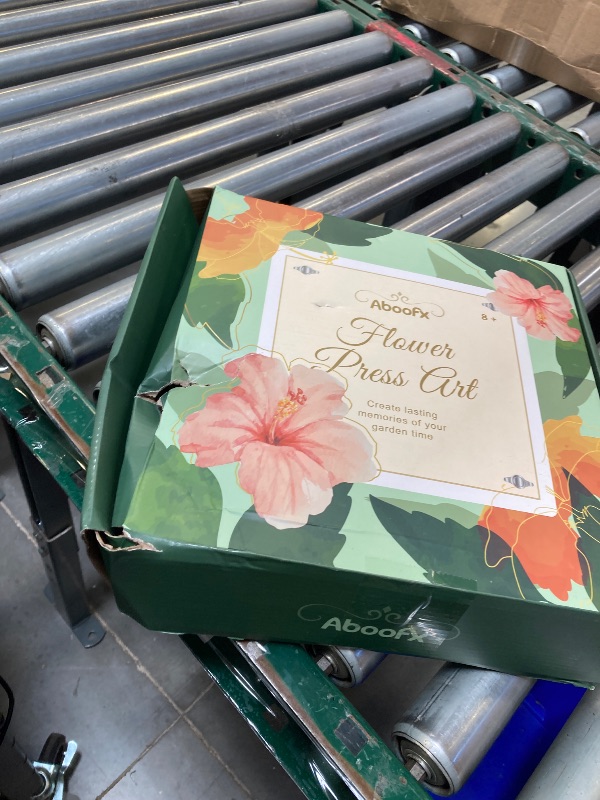 AbooFx
8+
Flower
Press Art
Create lasting
memories of your
garden time
AbooFx